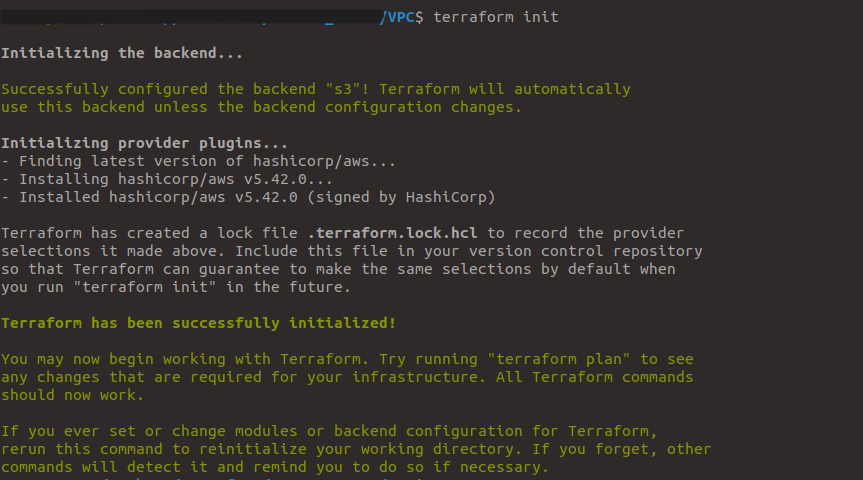 /VPC$ terraform init
Initializing the backend...
Successfully configured the backend "s3"! Terraform will automatically
use this backend unless the backend configuration changes.
Initializing provider plugins...
- Finding latest version of hashicorp/aws...
- Installing hashicorp/aws v5.42.0...
- Installed hashicorp/aws v5.42.0 (signed by HashiCorp)
Terraform has created a lock file .terraform.lock.hcl to record the provider
selections it made above. Include this file in your version control repository
so that Terraform can guarantee to make the same selections by default when
you run "terraform init" in the future.
Terraform has been successfully initialized!
You may now begin working with Terraform. Try running "terraform plan" to see
any changes that are required for your infrastructure. All Terraform commands
should now work.
If you ever set or change modules or backend configuration for Terraform,
rerun this command to reinitialize your working directory. If you forget, other
commands will detect it and remind you to do so if necessary.